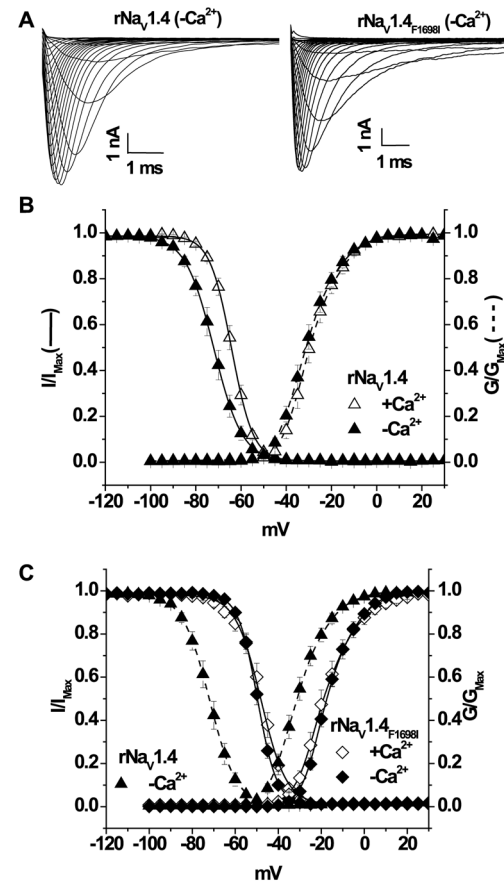 A
rNaV1.4 (-Ca2+)
rNaV1.4F1698I (-Ca2+)
1 nA
1 ms
1 nA
1 ms
B
1.0
0.8
0.6
0.4
0.2
0.0
I/IMax (——)
1.0
0.8
0.6
0.4
0.2
0.0
G/GMax (- - -)
rNaV1.4
+Ca2+
-Ca2+
-120 -100 -80 -60 -40 -20 0 20
mV
C
1.0
0.8
0.6
0.4
0.2
0.0
I/IMax
1.0
0.8
0.6
0.4
0.2
0.0
G/GMax
rNaV1.4
-Ca2+
rNaV1.4F1698I
+Ca2+
-Ca2+
-120 -100 -80 -60 -40 -20 0 20
mV